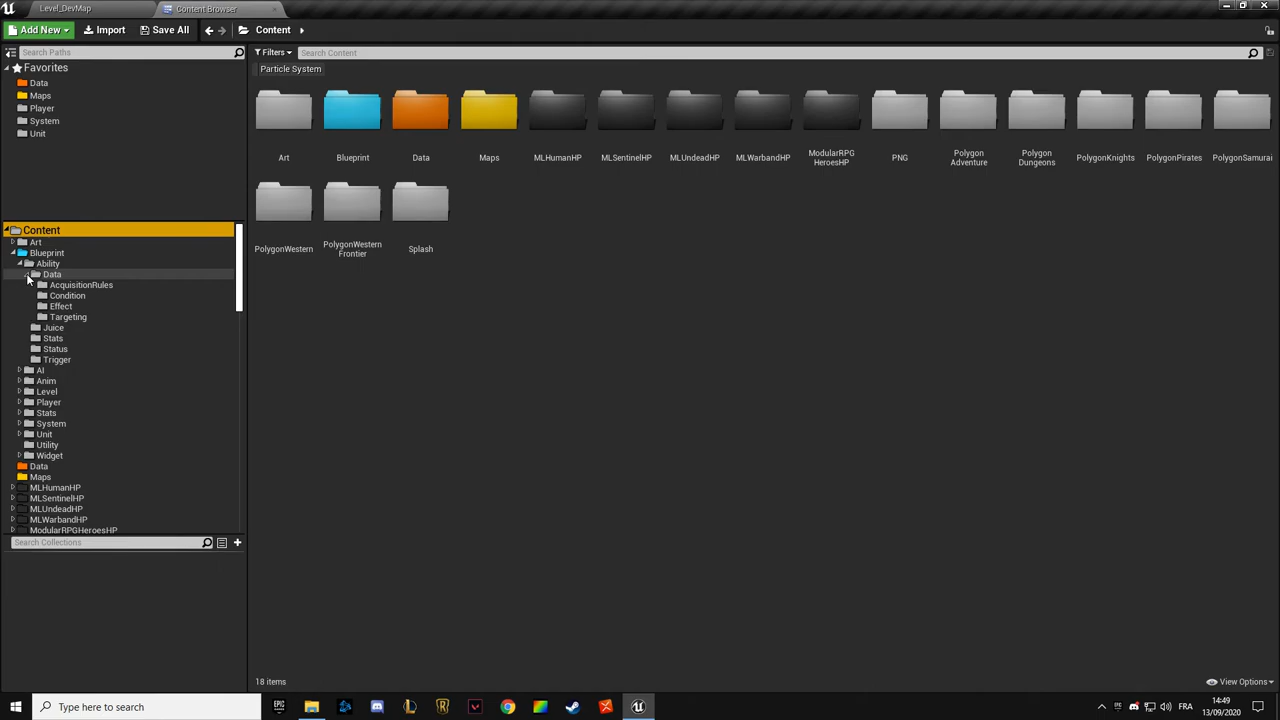 Level_DevMap
Content Browser
Add New
Import
Save All
Content
Search Paths
Filters
Search Content
Favorites
Particle System
Data
Maps
Player
System
Unit
Art
Blueprint
Data
Maps
MLHumanHP
MLSentinelHP
MLUndeadHP
MLWarbandHP
ModularRPG
HeroesHP
PNG
Polygon
Adventure
Polygon
Dungeons
PolygonKnights
PolygonPirates
PolygonSamurai
PolygonWestern
PolygonWestern
Frontier
Splash
Content
Art
Blueprint
Ability
Data
AcquisitionRules
Condition
Effect
Targeting
Juice
Stats
Status
Trigger
AI
Anim
Level
Player
Stats
System
Unit
Utility
Widget
Data
Maps
MLHumanHP
MLSentinelHP
MLUndeadHP
MLWarbandHP
ModularRPGHeroesHP
Search Collections
18 items
View Options
Type here to search
EPIC
GAMES
FRA
14:49
13/09/2020